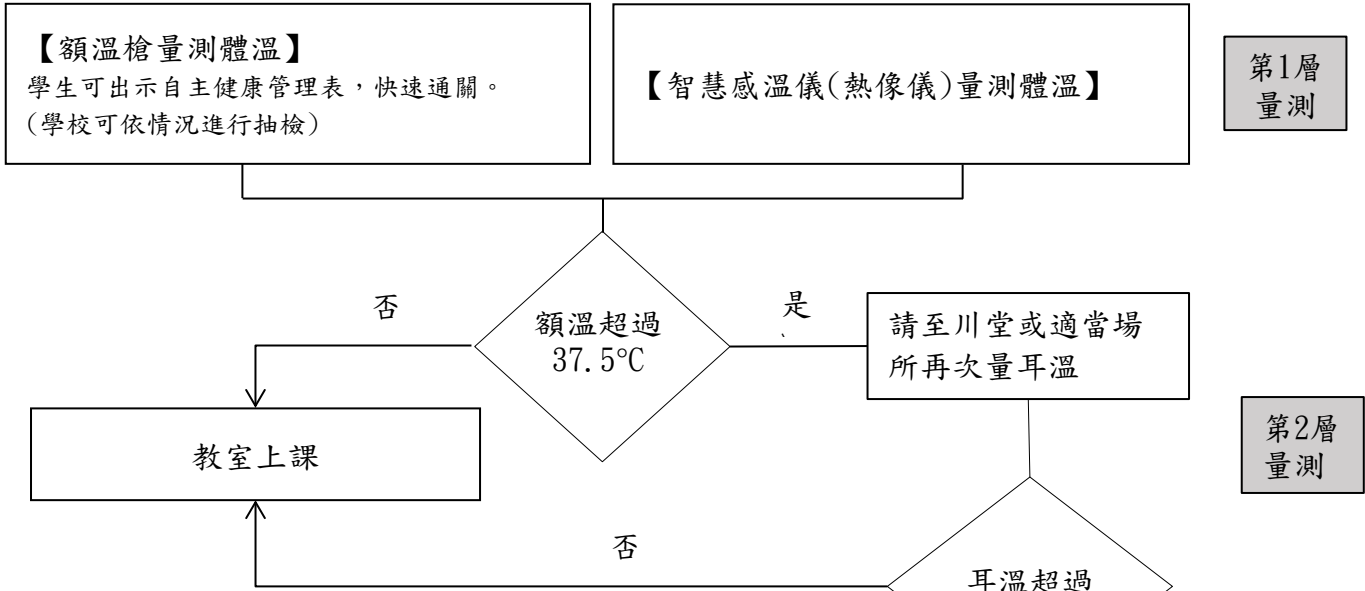 【額溫槍量測體溫】
學生可出示自主健康管理表，快速通關。
(學校可依情況進行抽檢)
【智慧感溫儀(熱像儀)量測體溫】
第1層
量測
否
是
額溫超過
37.5°C
請至川堂或適當場
所再次量耳溫
教室上課
第2層
量測
否
耳溫超過